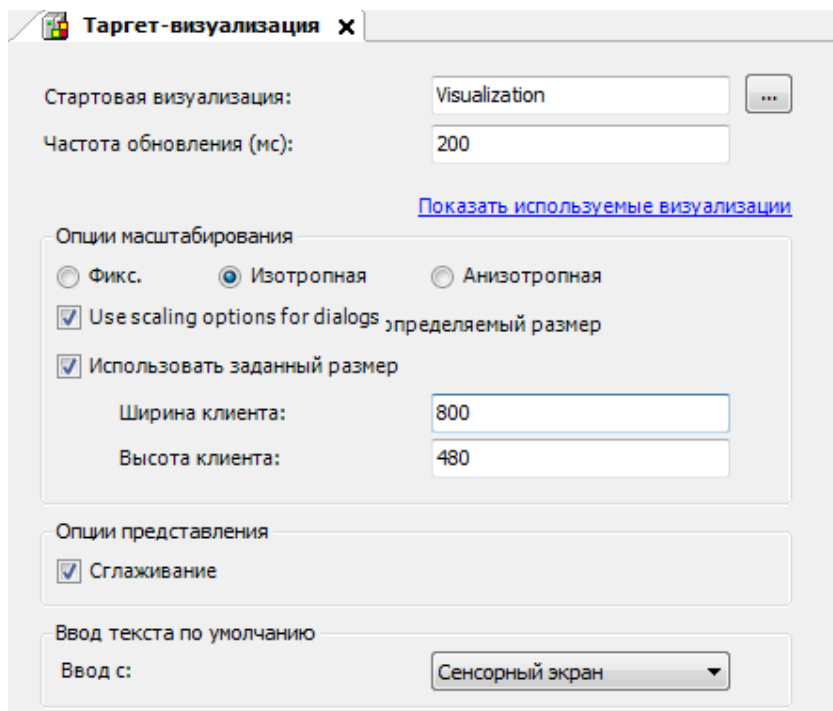 Таргет-визуализация
Стартовая визуализация: Visualization ...
Частота обновления (мс): 200
Показать используемые визуализации
Опции масштабирования
Фикс. Изотропная Анизотропная
Use scaling options for dialogs определяемый размер
Использовать заданный размер
Ширина клиента: 800
Высота клиента: 480
Опции представления
Сглаживание
Ввод текста по умолчанию
Ввод с: Сенсорный экран